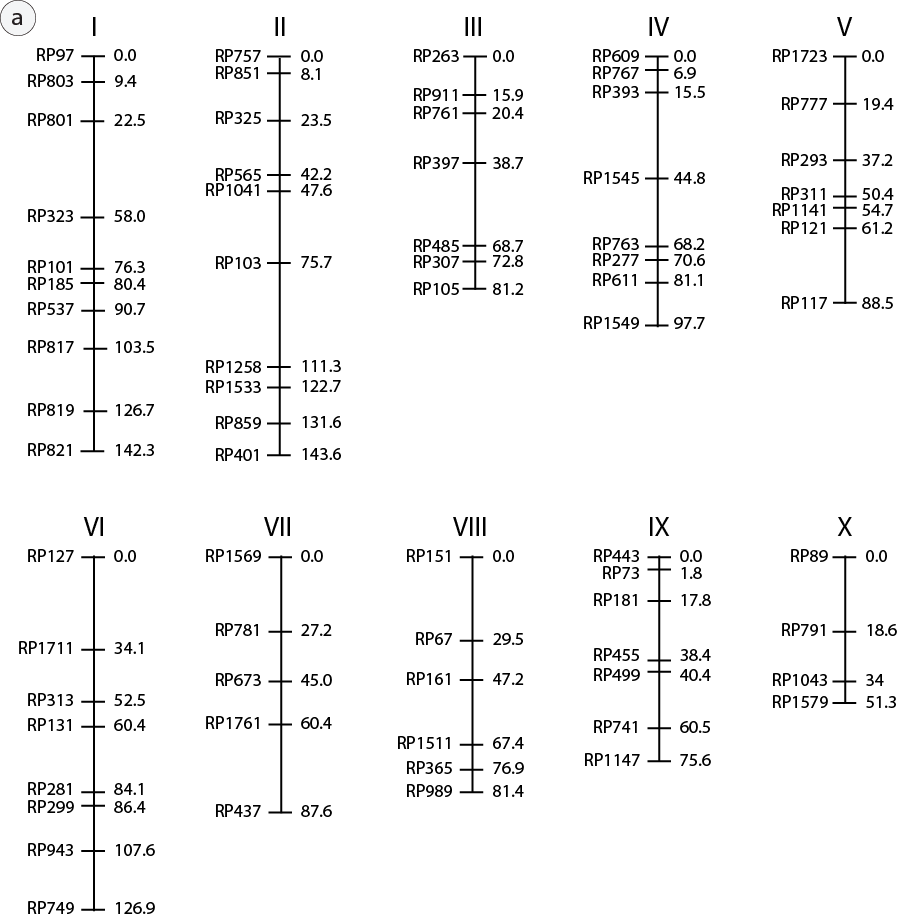 a
I
RP97 0.0
RP803 9.4
RP801 22.5
RP323 58.0
RP101 76.3
RP185 80.4
RP537 90.7
RP817 103.5
RP819 126.7
RP821 142.3
II
RP757 0.0
RP851 8.1
RP325 23.5
RP565 42.2
RP1041 47.6
RP103 75.7
RP1258 111.3
RP1533 122.7
RP859 131.6
RP401 143.6
III
RP263 0.0
RP911 15.9
RP761 20.4
RP397 38.7
RP485 68.7
RP307 72.8
RP105 81.2
IV
RP609 0.0
RP767 6.9
RP393 15.5
RP1545 44.8
RP763 68.2
RP277 70.6
RP611 81.1
RP1549 97.7
V
RP1723 0.0
RP777 19.4
RP293 37.2
RP311 50.4
RP1141 54.7
RP121 61.2
RP117 88.5
VI
RP127 0.0
RP1711 34.1
RP313 52.5
RP131 60.4
RP281 84.1
RP299 86.4
RP943 107.6
RP749 126.9
VII
RP1569 0.0
RP781 27.2
RP673 45.0
RP1761 60.4
RP437 87.6
VIII
RP151 0.0
RP67 29.5
RP161 47.2
RP1511 67.4
RP365 76.9
RP989 81.4
IX
RP443 0.0
RP73 1.8
RP181 17.8
RP455 38.4
RP499 40.4
RP741 60.5
RP1147 75.6
X
RP89 0.0
RP791 18.6
RP1043 34
RP1579 51.3